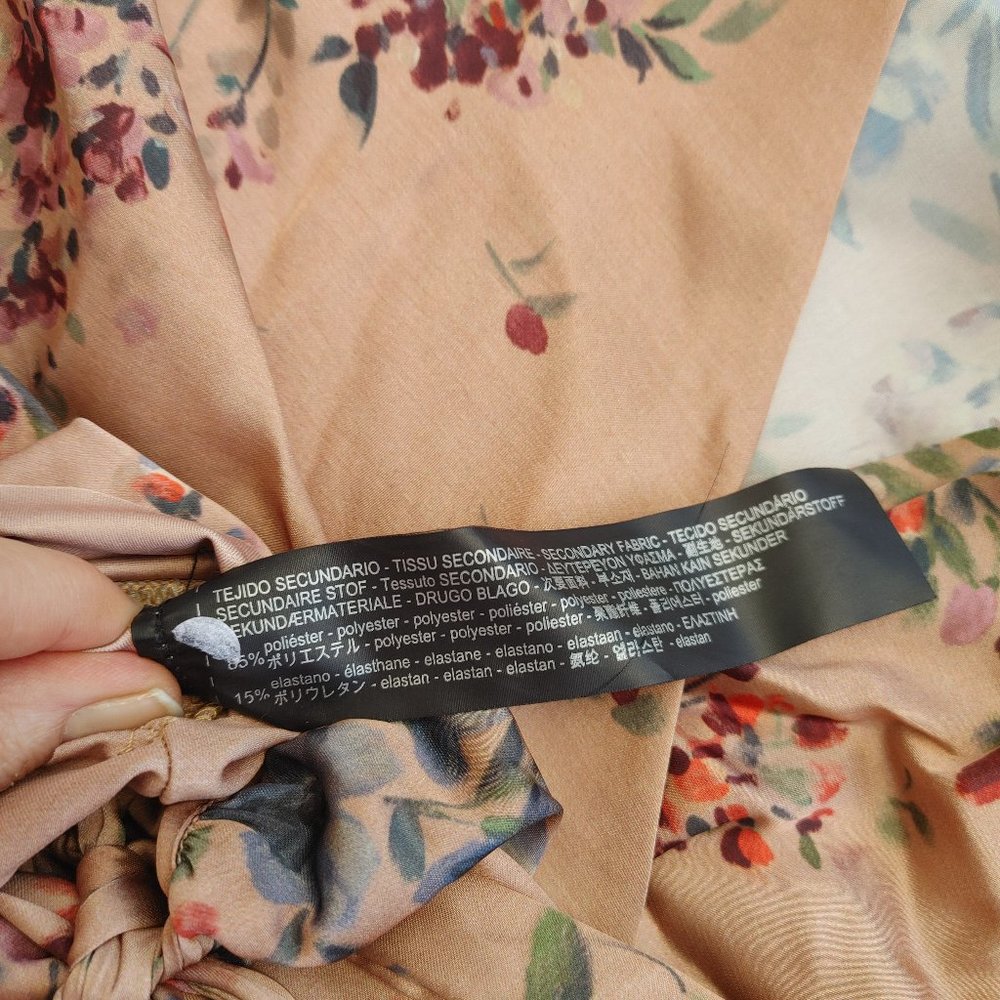 TEJIDO SECUNDARIO - TISSU SECONDAIRE - SECONDARY FABRIC - TECIDO SECUNDÁRIO
SECUNDAIRE STOF - Tessuto SECONDARIO - ΔΕΥΤΕΡΕΥΟΝ ΥΦΑΣΜΑ - 裏生地 - SEKUNDÄRSTOFF
SEKUNDÆRMATERIALE - DRUGO BLAGO - 次要面料 - 부소재 - BAHAN KAIN SEKUNDER
poliéster - polyester - polyester - poliéster - polyester - poliestere - ΠΟΛΥΕΣΤΕΡΑΣ
85% ポリエステル - polyester - polyester - poliester - 聚酯纤维 - 폴리에스터 - poliester
elastano - élasthane - elastane - elastano - elastaan - elastano - ΕΛΑΣΤΙΝΗ
15% ポリウレタン - elastan - elastan - elastan - 氨纶 - 엘라스탄 - elastan